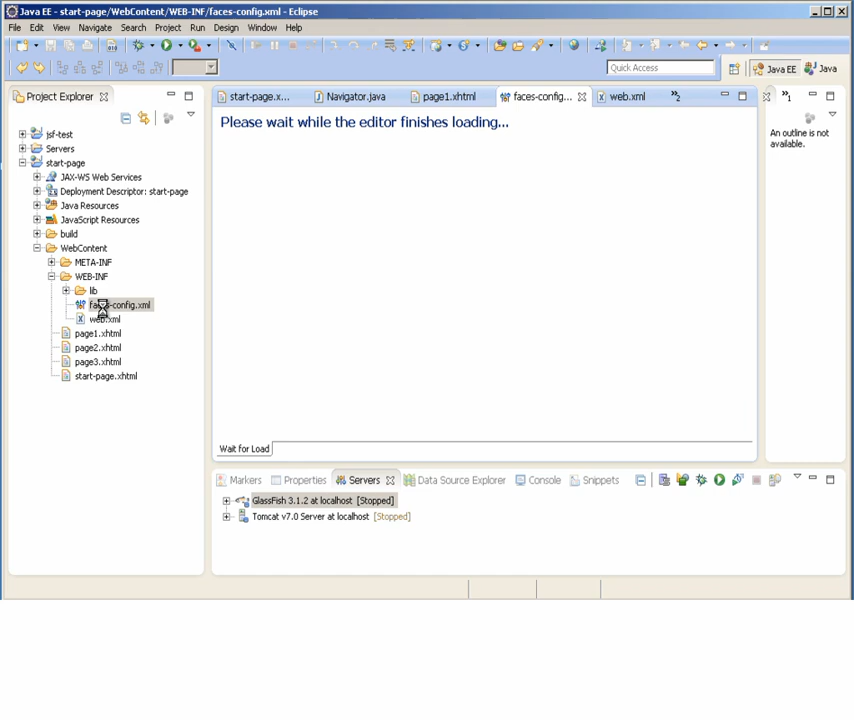 Java EE - start-page/WebContent/WEB-INF/faces-config.xml - Eclipse
File Edit View Navigate Search Project Run Design Window Help
Quick Access
Java EE
Java
Project Explorer
start-page.x...
Navigator.java
page1.xhtml
faces-config...
web.xml
»2
»1
Please wait while the editor finishes loading...
An outline is not
available.
jsf-test
Servers
start-page
JAX-WS Web Services
Deployment Descriptor: start-page
Java Resources
JavaScript Resources
build
WebContent
META-INF
WEB-INF
lib
faces-config.xml
web.xml
page1.xhtml
page2.xhtml
page3.xhtml
start-page.xhtml
Wait for Load
Markers
Properties
Servers
Data Source Explorer
Console
Snippets
GlassFish 3.1.2 at localhost [Stopped]
Tomcat v7.0 Server at localhost [Stopped]